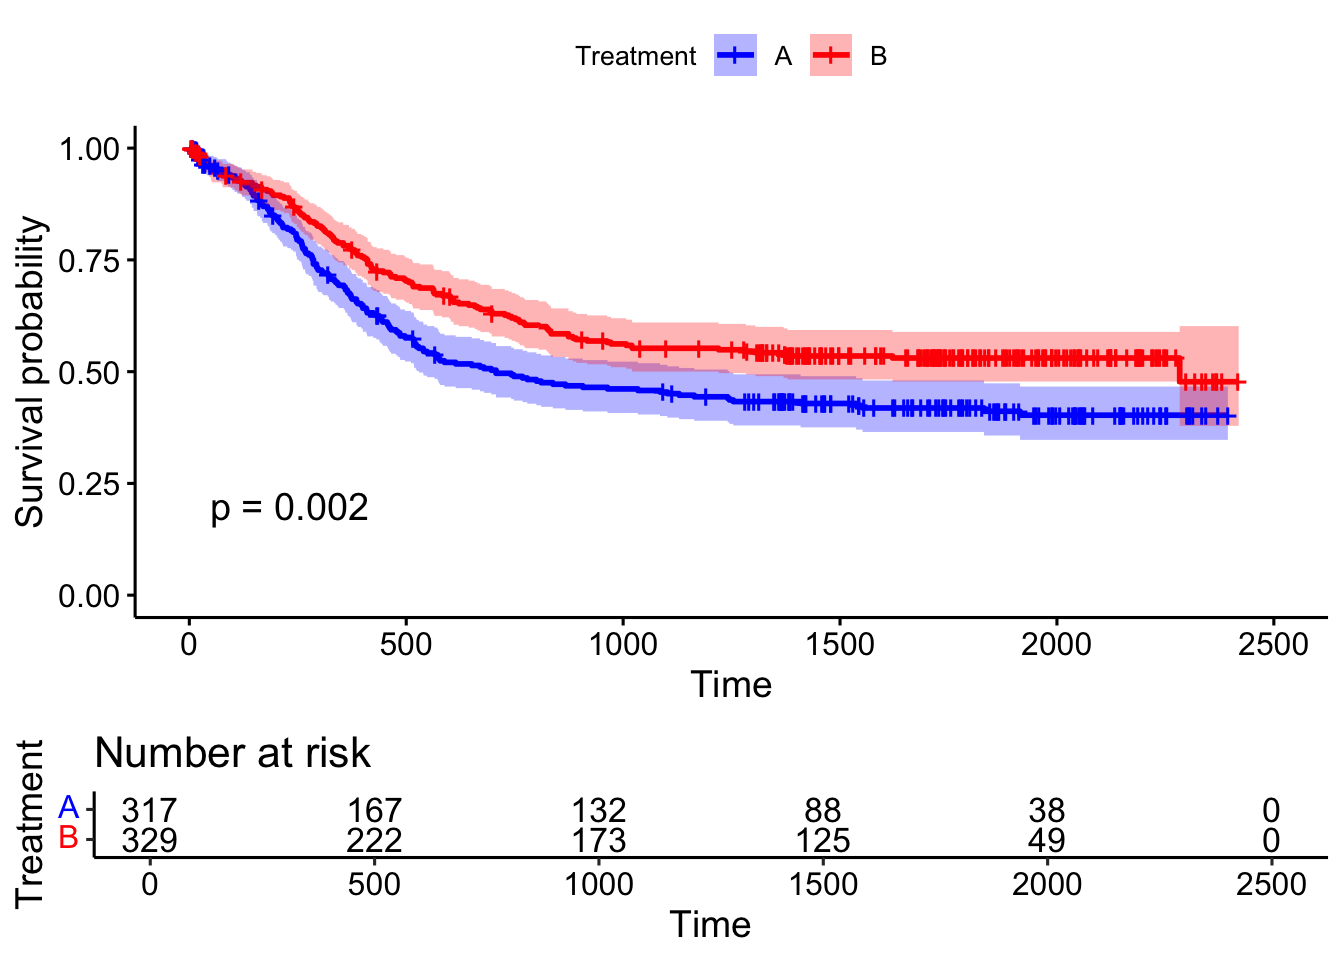 Treatment A B
Survival probability
1.00
0.75
0.50
0.25
0.00
p = 0.002
0 500 1000 1500 2000 2500
Time
Number at risk
Treatment
A 317 167 132 88 38 0
B 329 222 173 125 49 0
0 500 1000 1500 2000 2500
Time